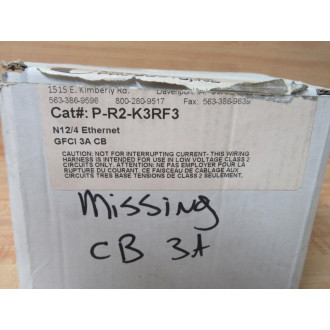 1515 E. Kimberly Rd. Davenport, IA
563-386-9596 800-280-9517 Fax: 563-386-9639
Cat#: P-R2-K3RF3
N12/4 Ethernet
GFCI 3A CB
CAUTION: NOT FOR INTERRUPTING CURRENT- THIS WIRING
HARNESS IS INTENDED FOR USE IN LOW VOLTAGE CLASS 2
CIRCUITS ONLY. ATTENTION: NE PAS EMPLOYER POUR LA
RUPTURE DU COURANT. CE FAISCEAU DE CABLAGE AUX
CIRCUITS TRÉS BASE TENSIONS DE CLASSE 2 SEULEMENT.
Missing
CB 3A